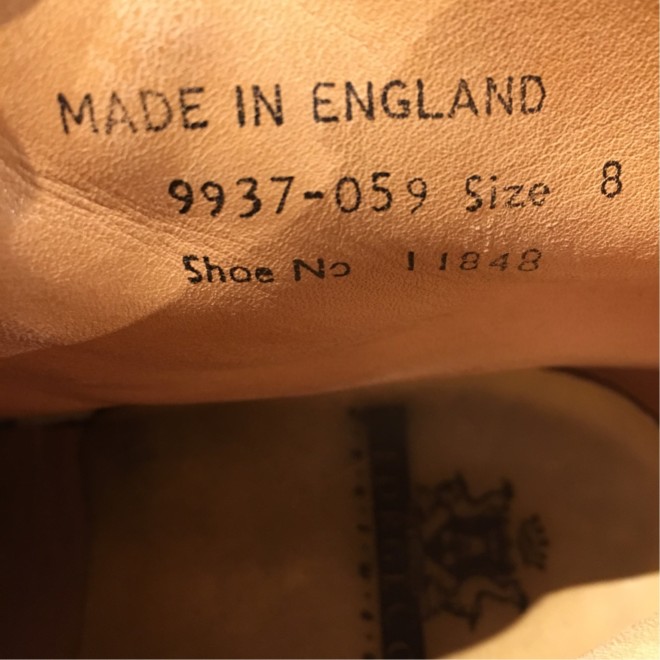 MADE IN ENGLAND
9937-059 Size 8
Shoe No 11848